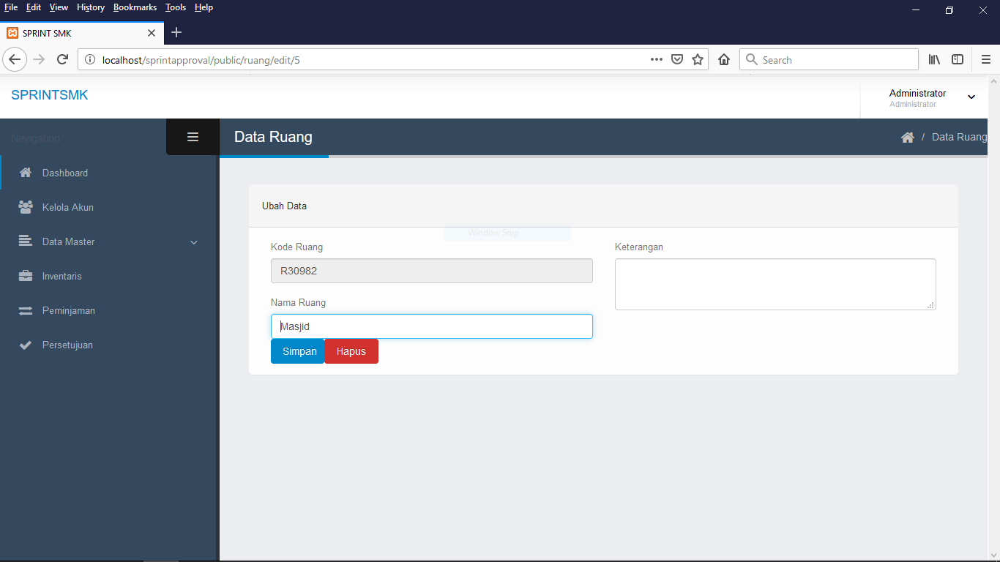 File Edit View History Bookmarks Tools Help
SPRINT SMK
localhost/sprintapproval/public/ruang/edit/5
Search
SPRINTSMK
Administrator
Administrator
Navigation
Data Ruang
/ Data Ruang
Dashboard
Kelola Akun
Data Master
Inventaris
Peminjaman
Persetujuan
Ubah Data
Window Snip
Kode Ruang
R30982
Keterangan
Nama Ruang
Masjid
Simpan Hapus